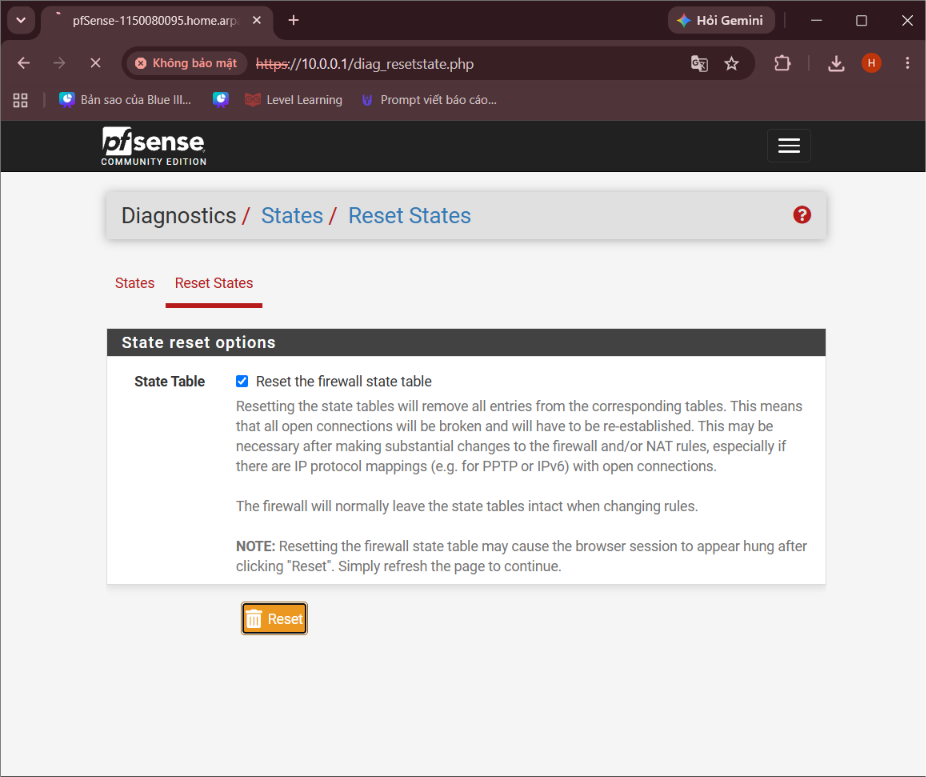 pfSense-1150080095.home.arpa
Hỏi Gemini
Không bảo mật
https://10.0.0.1/diag_resetstate.php
H
Bản sao của Blue Ill...
Level Learning
Prompt viết báo cáo...
pfsense
COMMUNITY EDITION
Diagnostics / States / Reset States
States
Reset States
State reset options
State Table
Reset the firewall state table
Resetting the state tables will remove all entries from the corresponding tables. This means
that all open connections will be broken and will have to be re-established. This may be
necessary after making substantial changes to the firewall and/or NAT rules, especially if
there are IP protocol mappings (e.g. for PPTP or IPv6) with open connections.
The firewall will normally leave the state tables intact when changing rules.
NOTE: Resetting the firewall state table may cause the browser session to appear hung after
clicking "Reset". Simply refresh the page to continue.
Reset